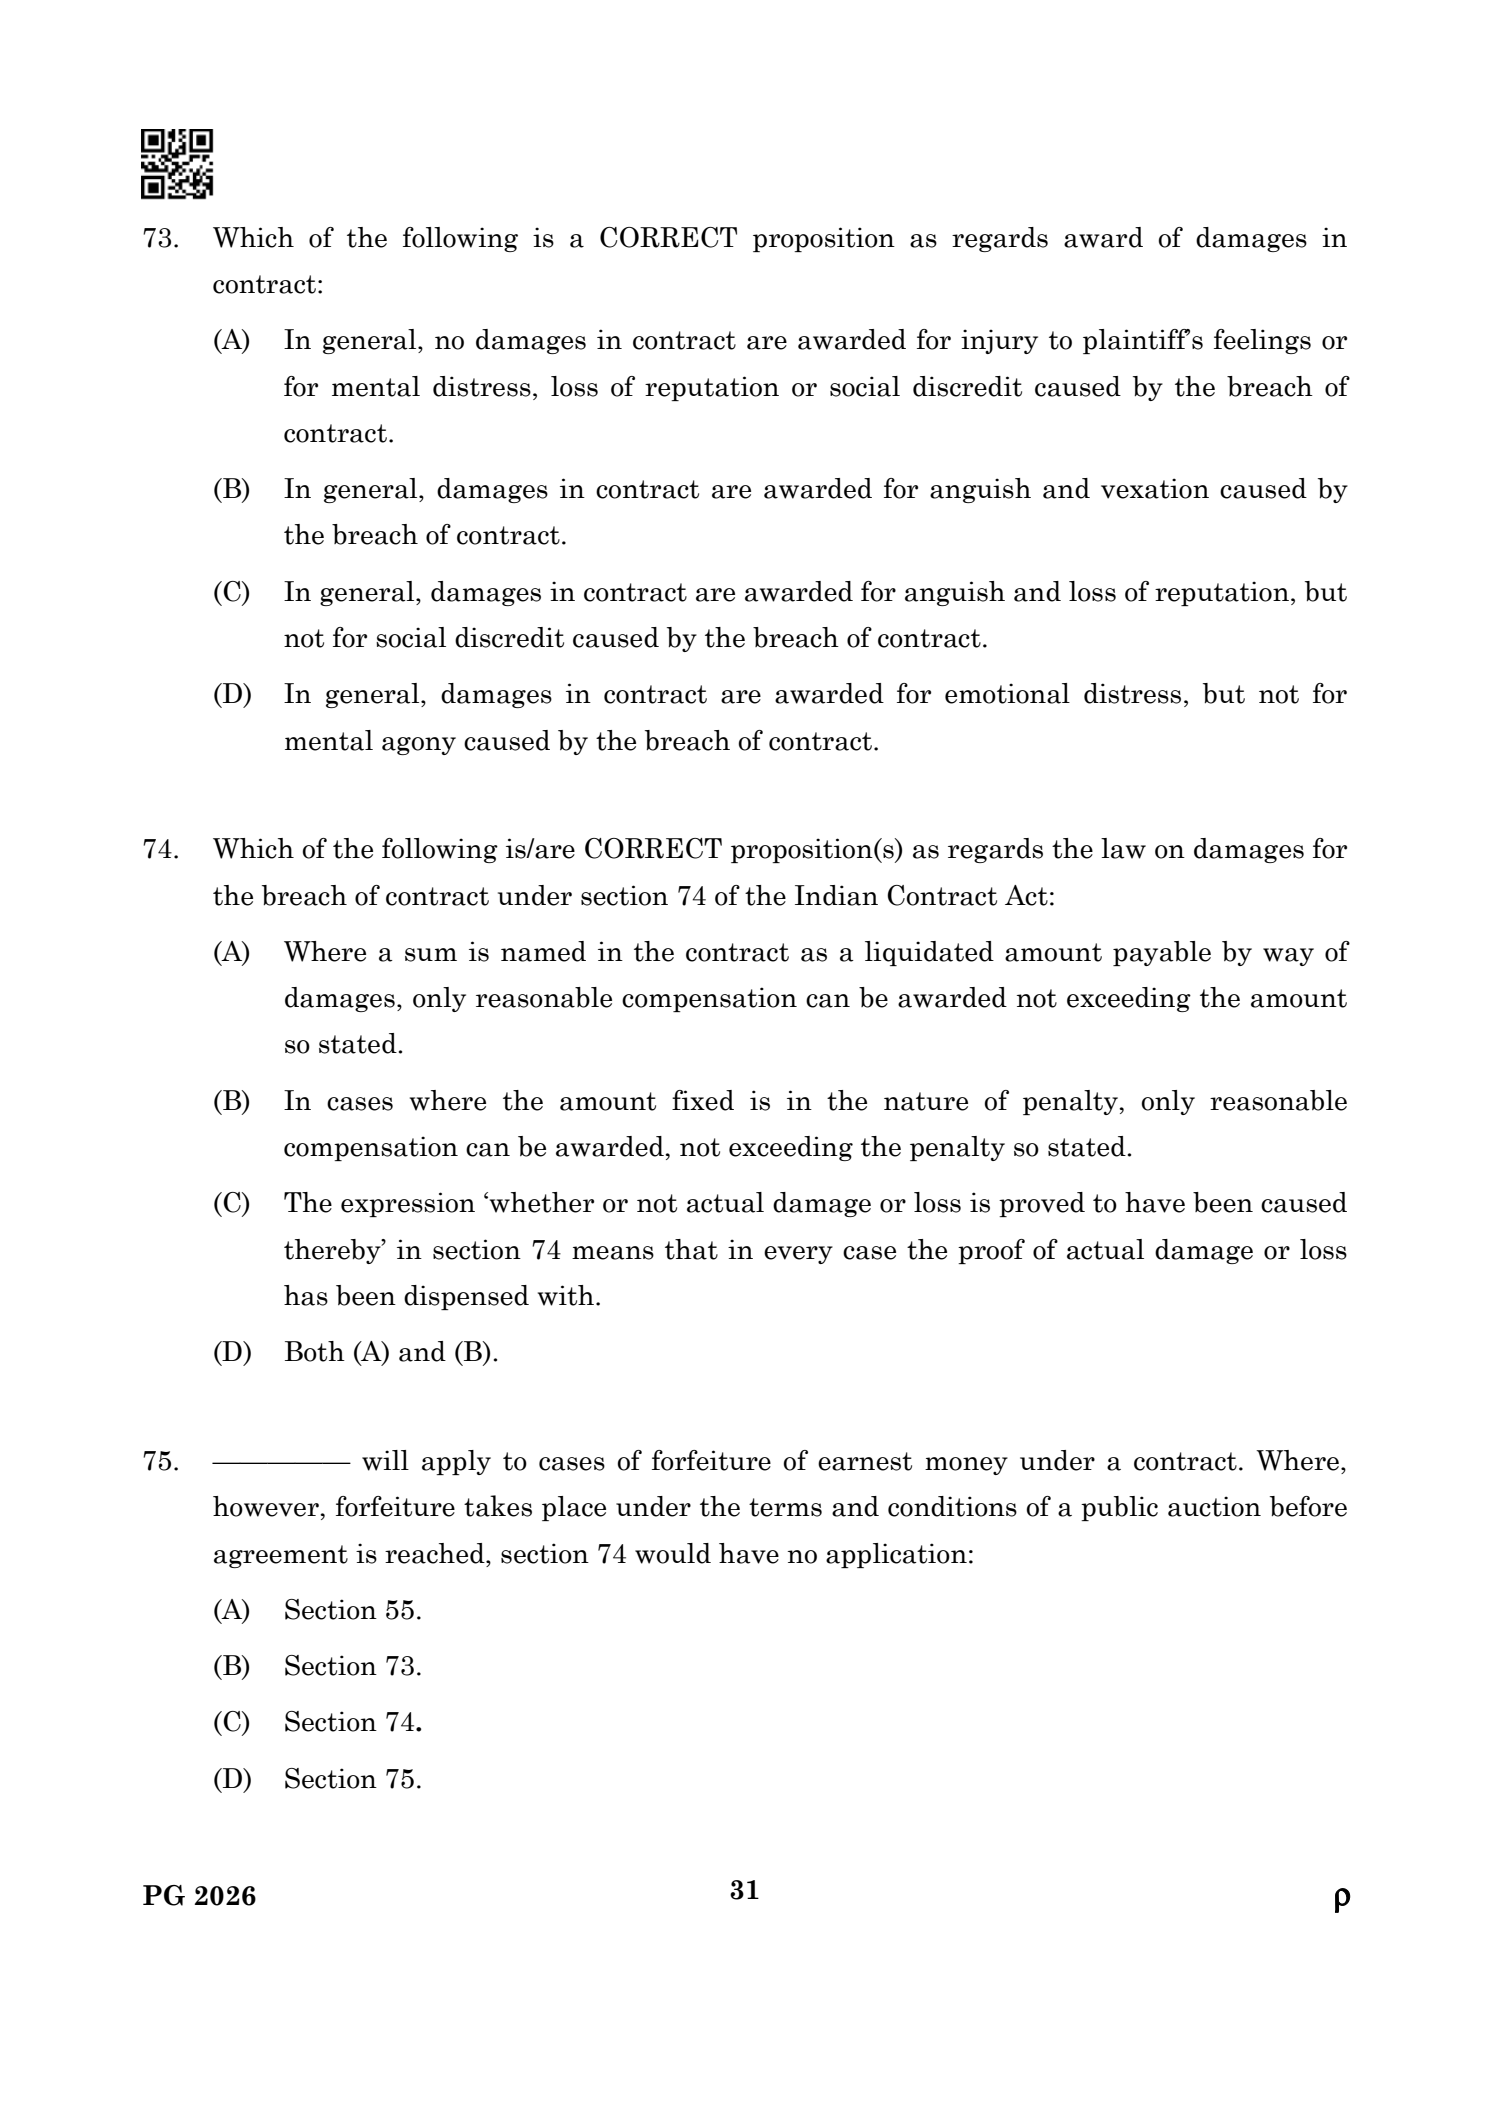 73. Which of the following is a CORRECT proposition as regards award of damages in
contract:
(A) In general, no damages in contract are awarded for injury to plaintiff’s feelings or
for mental distress, loss of reputation or social discredit caused by the breach of
contract.
(B) In general, damages in contract are awarded for anguish and vexation caused by
the breach of contract.
(C) In general, damages in contract are awarded for anguish and loss of reputation, but
not for social discredit caused by the breach of contract.
(D) In general, damages in contract are awarded for emotional distress, but not for
mental agony caused by the breach of contract.
74. Which of the following is/are CORRECT proposition(s) as regards the law on damages for
the breach of contract under section 74 of the Indian Contract Act:
(A) Where a sum is named in the contract as a liquidated amount payable by way of
damages, only reasonable compensation can be awarded not exceeding the amount
so stated.
(B) In cases where the amount fixed is in the nature of penalty, only reasonable
compensation can be awarded, not exceeding the penalty so stated.
(C) The expression ‘whether or not actual damage or loss is proved to have been caused
thereby’ in section 74 means that in every case the proof of actual damage or loss
has been dispensed with.
(D) Both (A) and (B).
75. ————— will apply to cases of forfeiture of earnest money under a contract. Where,
however, forfeiture takes place under the terms and conditions of a public auction before
agreement is reached, section 74 would have no application:
(A) Section 55.
(B) Section 73.
(C) Section 74.
(D) Section 75.
PG 2026 31 ρ